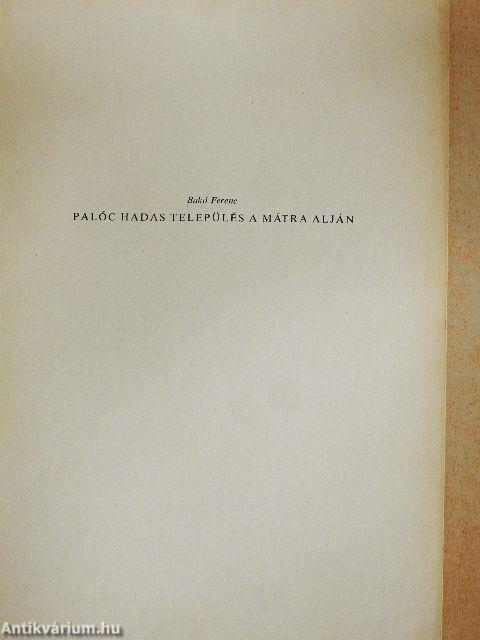 Bakó Ferenc
PALÓC HADAS TELEPÜLÉS A MÁTRA ALJÁN
Antikvárium.hu